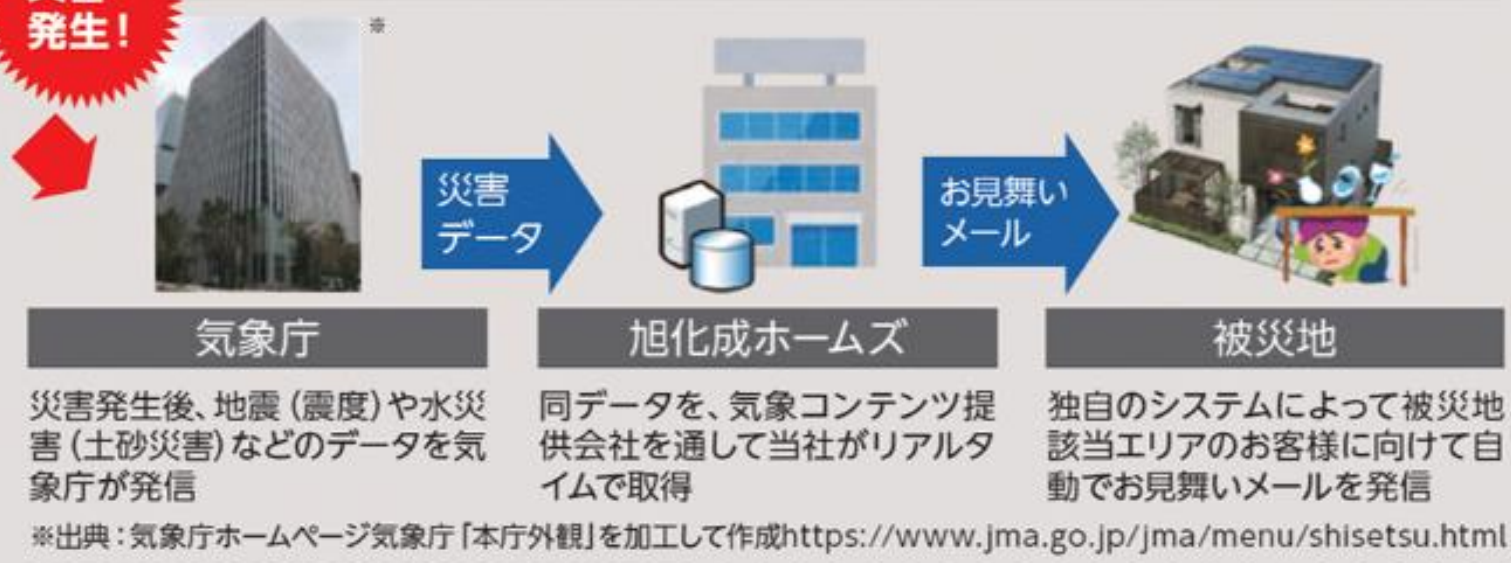 発生!
※
災害
データ
お見舞い
メール
気象庁
旭化成ホームズ
被災地
災害発生後、地震(震度)や水災
害(土砂災害)などのデータを気
象庁が発信
同データを、気象コンテンツ提
供会社を通して当社がリアルタ
イムで取得
独自のシステムによって被災地
該当エリアのお客様に向けて自
動でお見舞いメールを発信
※出典:気象庁ホームページ気象庁「本庁外観」を加工して作成https://www.jma.go.jp/jma/menu/shisetsu.html